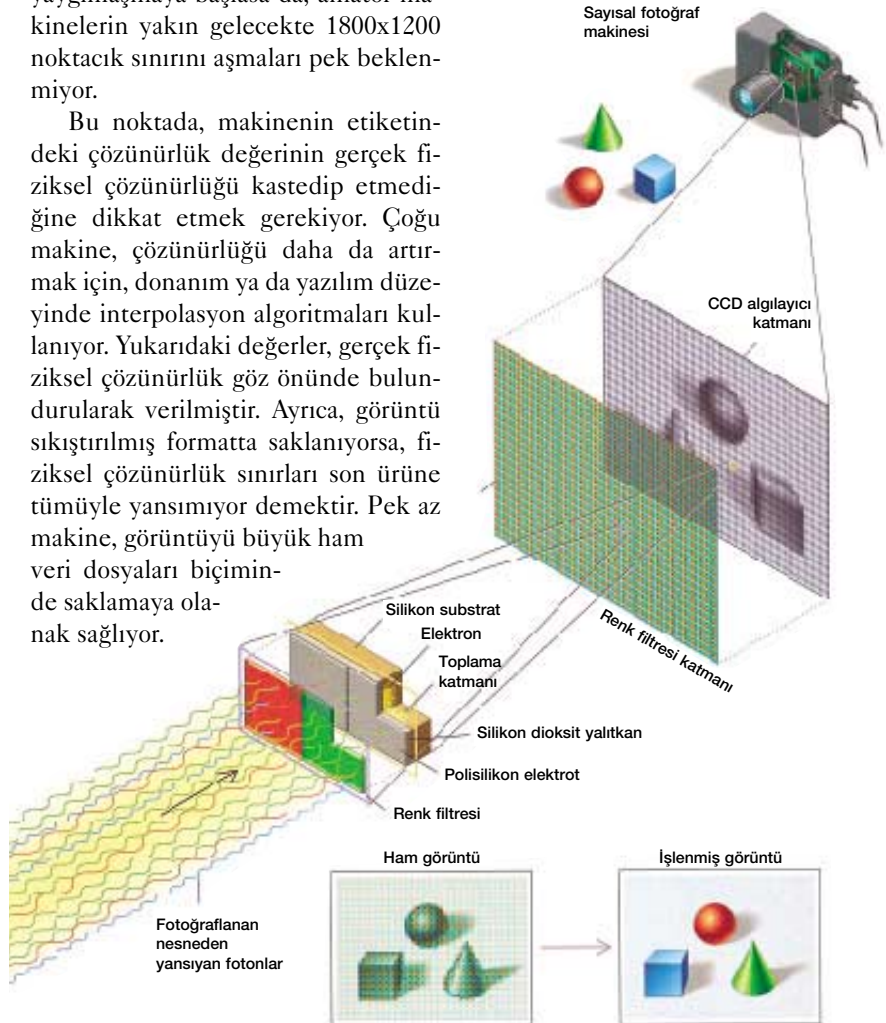 yaygınlaşmaya başlasa da, amatör ma-
kinelerin yakın gelecekte 1800x1200
noktacık sınırını aşmaları pek beklen-
miyor.
Bu noktada, makinenin etiketin-
deki çözünürlük değerinin gerçek fi-
ziksel çözünürlüğü kastedip etmedi-
ğine dikkat etmek gerekiyor. Çoğu
makine, çözünürlüğü daha da artır-
mak için, donanım ya da yazılım düze-
yinde interpolasyon algoritmaları kul-
lanıyor. Yukarıdaki değerler, gerçek fi-
ziksel çözünürlük göz önünde bulun-
durularak verilmiştir. Ayrıca, görüntü
sıkıştırılmış formatta saklanıyorsa, fi-
ziksel çözünürlük sınırları son ürüne
tümüyle yansımıyor demektir. Pek az
makine, görüntüyü büyük ham
veri dosyaları biçimin-
de saklamaya ola-
nak sağlıyor.
Sayısal fotoğraf
makinesi
CCD algılayıcı
katmanı
Renk filtresi katmanı
Silikon substrat
Elektron
Toplama
katmanı
Silikon dioksit yalıtkan
Polisilikon elektrot
Renk filtresi
Fotoğraflanan
nesneden
yansıyan fotonlar
Ham görüntü
İşlenmiş görüntü